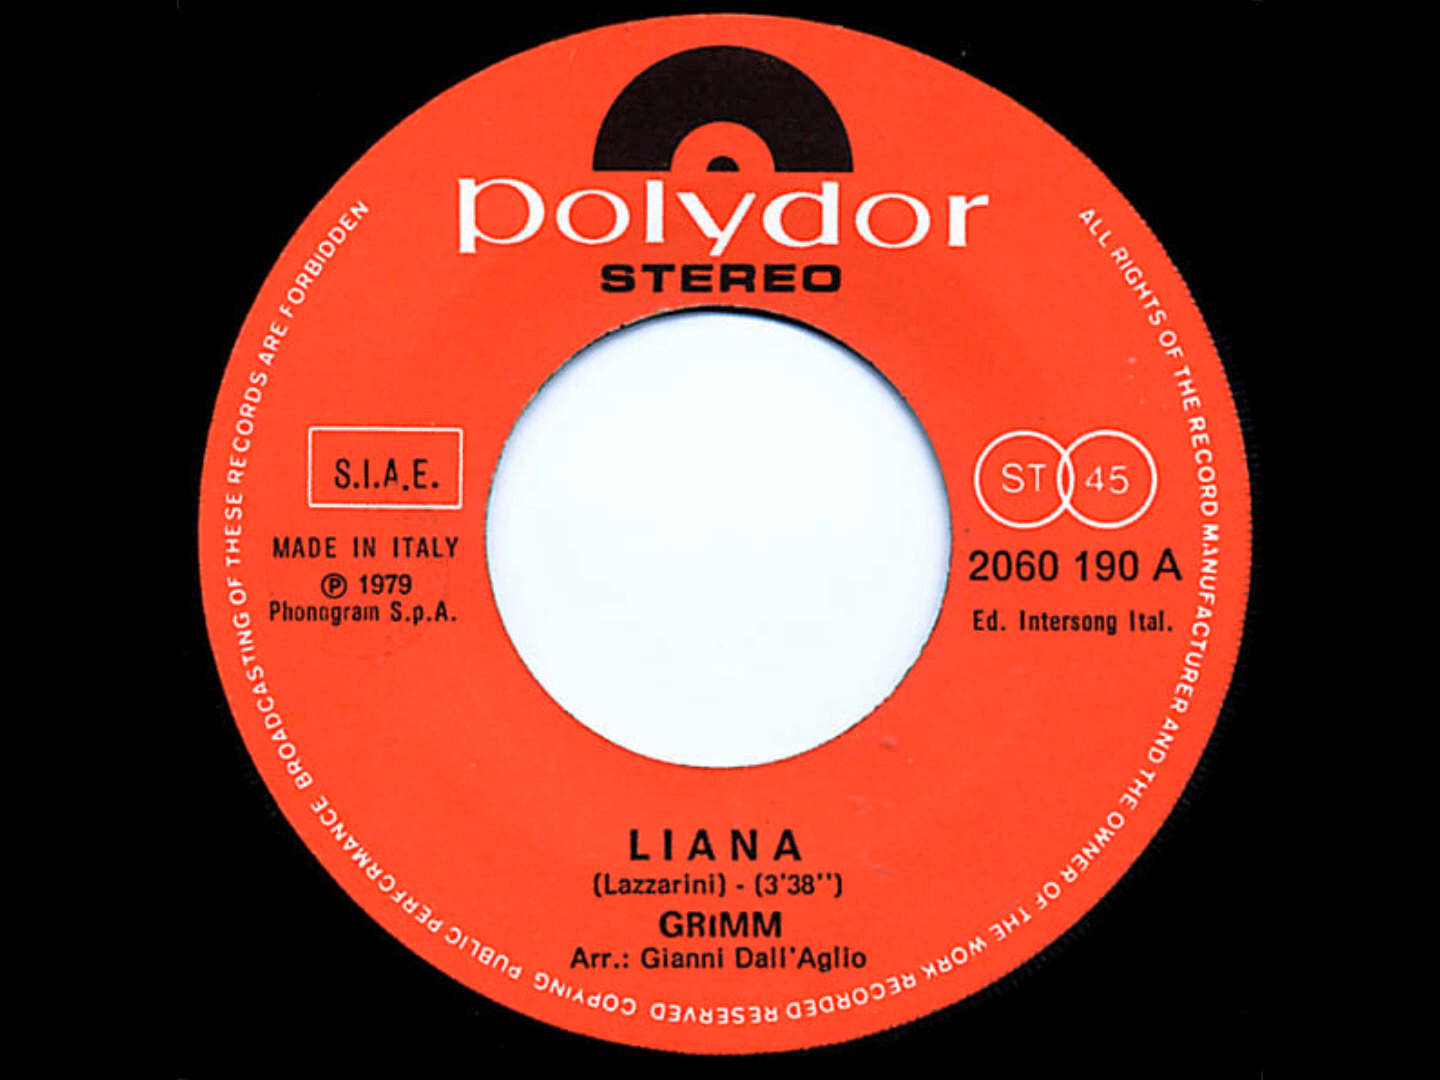 polydor
STEREO
ALL RIGHTS OF THE RECORD MANUFACTURER AND THE OWNER OF THE WORK RECORDED RESERVED COPYING PUBLIC PERFORMANCE BROADCASTING OF THESE RECORDS ARE FORBIDDEN
S.I.A.E.
MADE IN ITALY
℗ 1979
Phonogram S.p.A.
ST 45
2060 190 A
Ed. Intersong Ital.
LIANA
(Lazzarini) - (3'38'')
GRIMM
Arr.: Gianni Dall'Aglio